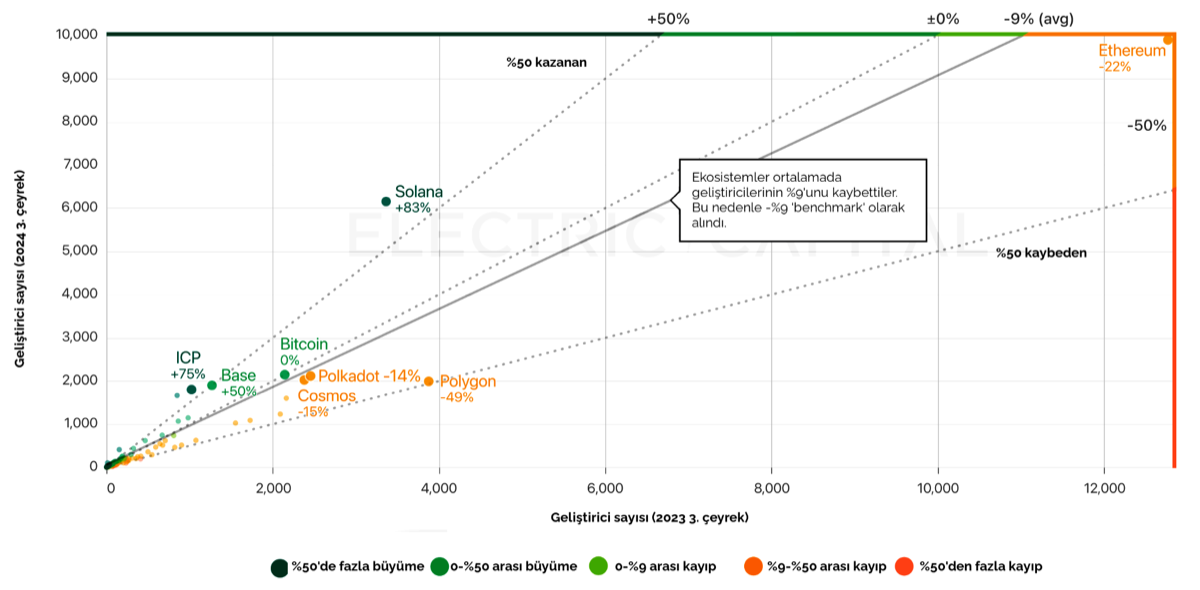 +50%
±0%
-9% (avg)
10,000
Ethereum
-22%
%50 kazanan
9,000
8,000
-50%
7,000
Ekosistemler ortalamada
geliştiricilerinin %9'unu kaybettiler.
Bu nedenle -%9 'benchmark' olarak
alındı.
Solana
+83%
6,000
ELECTRIC CAPITAL
5,000
%50 kaybeden
4,000
3,000
Bitcoin
0%
ICP
+75%
Base
+50%
Polkadot -14%
Polygon
-49%
2,000
Cosmos
-15%
1,000
0
Geliştirici sayısı (2024 3. çeyrek)
0
2,000
4,000
6,000
8,000
10,000
12,000
Geliştirici sayısı (2023 3. çeyrek)
%50'de fazla büyüme
0-%50 arası büyüme
0-%9 arası kayıp
%9-%50 arası kayıp
%50'den fazla kayıp